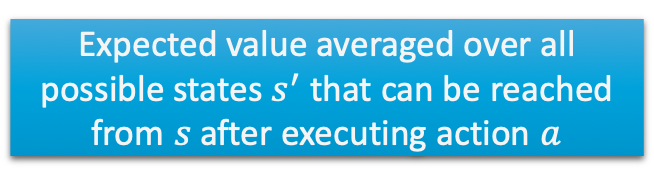 Expected value averaged over all
possible states s′ that can be reached
from s after executing action a